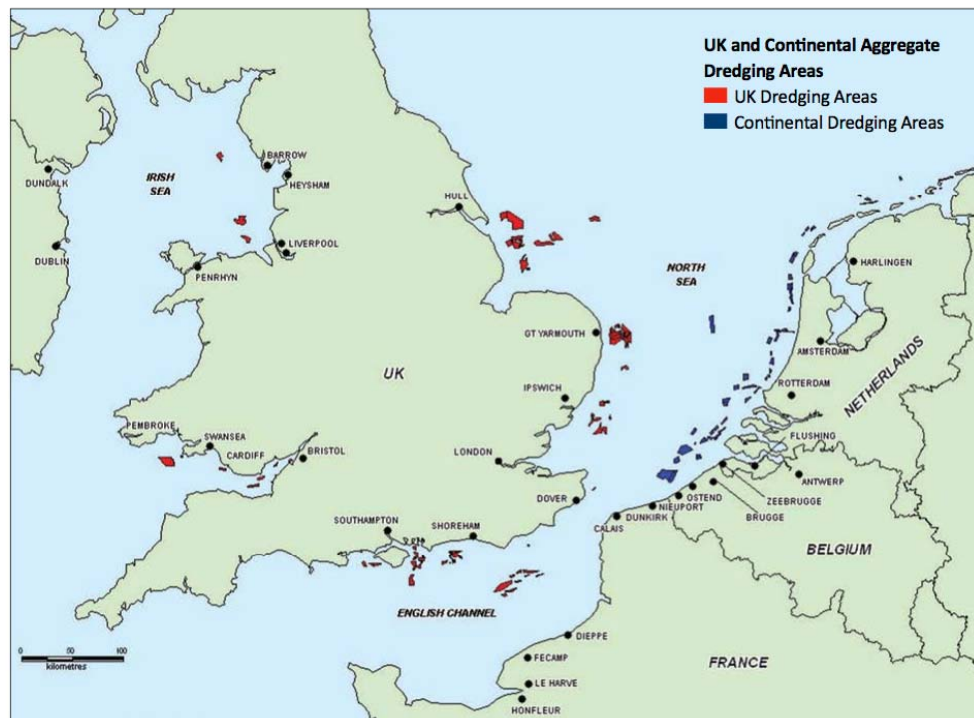 UK and Continental Aggregate
Dredging Areas
UK Dredging Areas
Continental Dredging Areas
BARROW
HEYSHAM
DUNDALK
IRISH
SEA
HULL
DUBLIN
LIVERPOOL
PENRHYN
NORTH
SEA
HARLINGEN
GT YARMOUTH
AMSTERDAM
UK
IPSWICH
ROTTERDAM
NETHERLANDS
PEMBROKE
SWANSEA
CARDIFF
BRISTOL
LONDON
FLUSHING
ANTWERP
ZEEBRUGGE
OSTEND
NIEUPORT
BRUGGE
DOVER
DUNKIRK
CALAIS
SOUTHAMPTON
SHOREHAM
BELGIUM
ENGLISH CHANNEL
DIEPPE
FECAMP
LE HARVE
HONFLEUR
FRANCE
0 50 100
kilometres